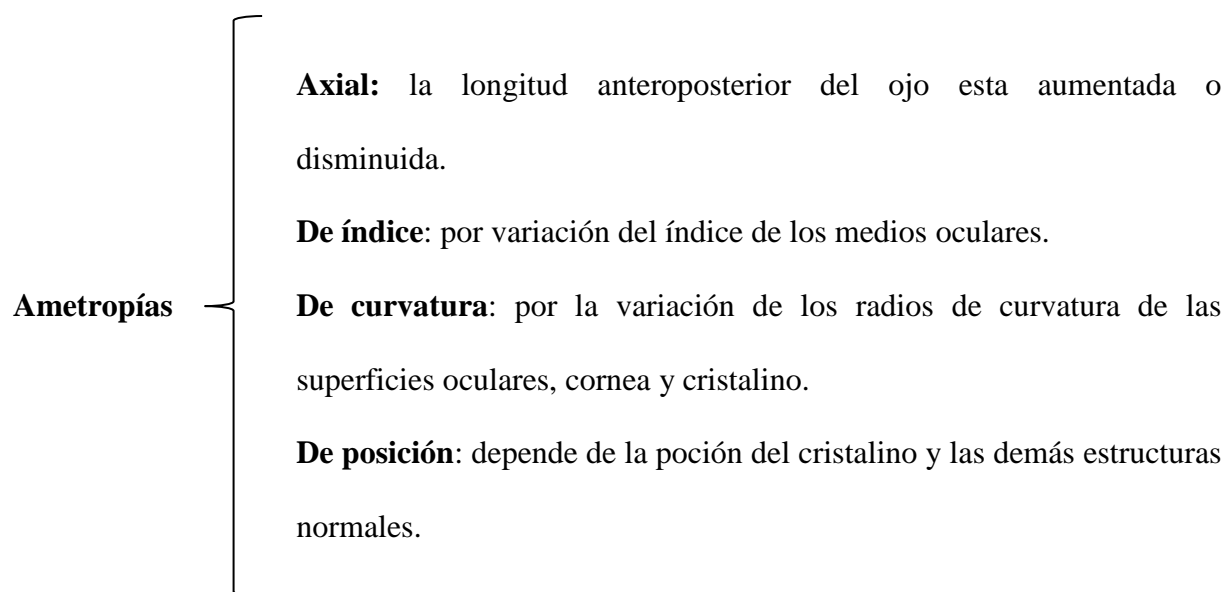 Axial: la longitud anteroposterior del ojo esta aumentada o
disminuida.
De índice: por variación del índice de los medios oculares.
Ametropías
De curvatura: por la variación de los radios de curvatura de las
superficies oculares, cornea y cristalino.
De posición: depende de la poción del cristalino y las demás estructuras
normales.